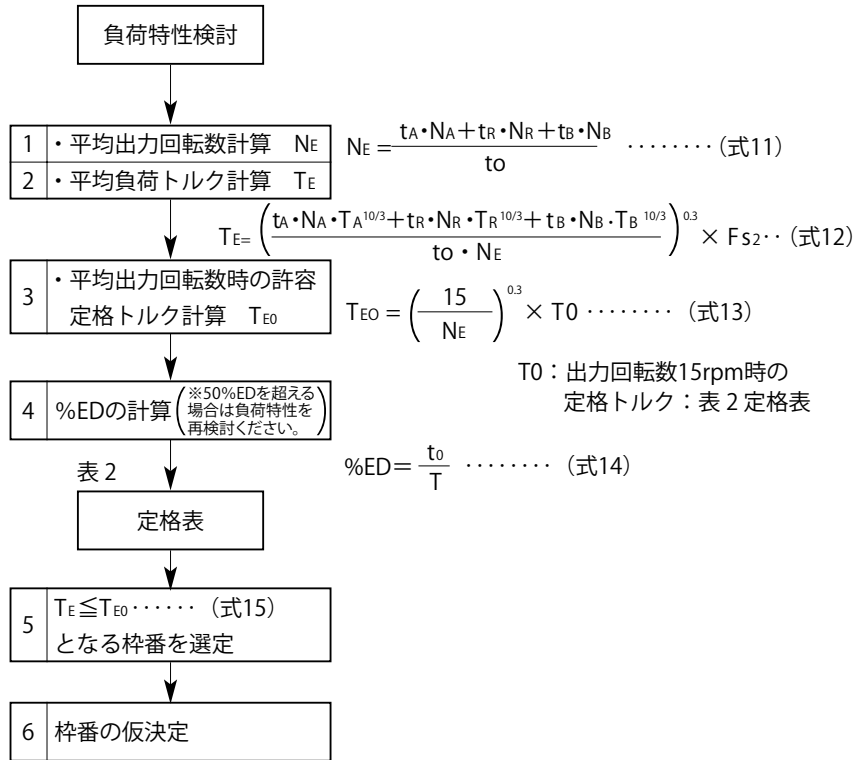 負荷特性検討
1 ・平均出力回転数計算 NE NE = tA・NA+tR・NR+tB・NB / to ········ (式11)
2 ・平均負荷トルク計算 TE
TE= ( tA・NA・TA^10/3+tR・NR・TR^10/3+tB・NB・TB^10/3 / to・NE )^0.3 × Fs2‥ (式12)
3 ・平均出力回転数時の許容
定格トルク計算 TE0
TEO = ( 15 / NE )^0.3 × T0 ········ (式13)
T0:出力回転数15rpm時の
定格トルク:表 2 定格表
4 %EDの計算(※50%EDを超える
場合は負荷特性を
再検討ください。)
%ED= t0 / T ········ (式14)
表 2
定格表
5 TE≦TE0······ (式15)
となる枠番を選定
6 枠番の仮決定